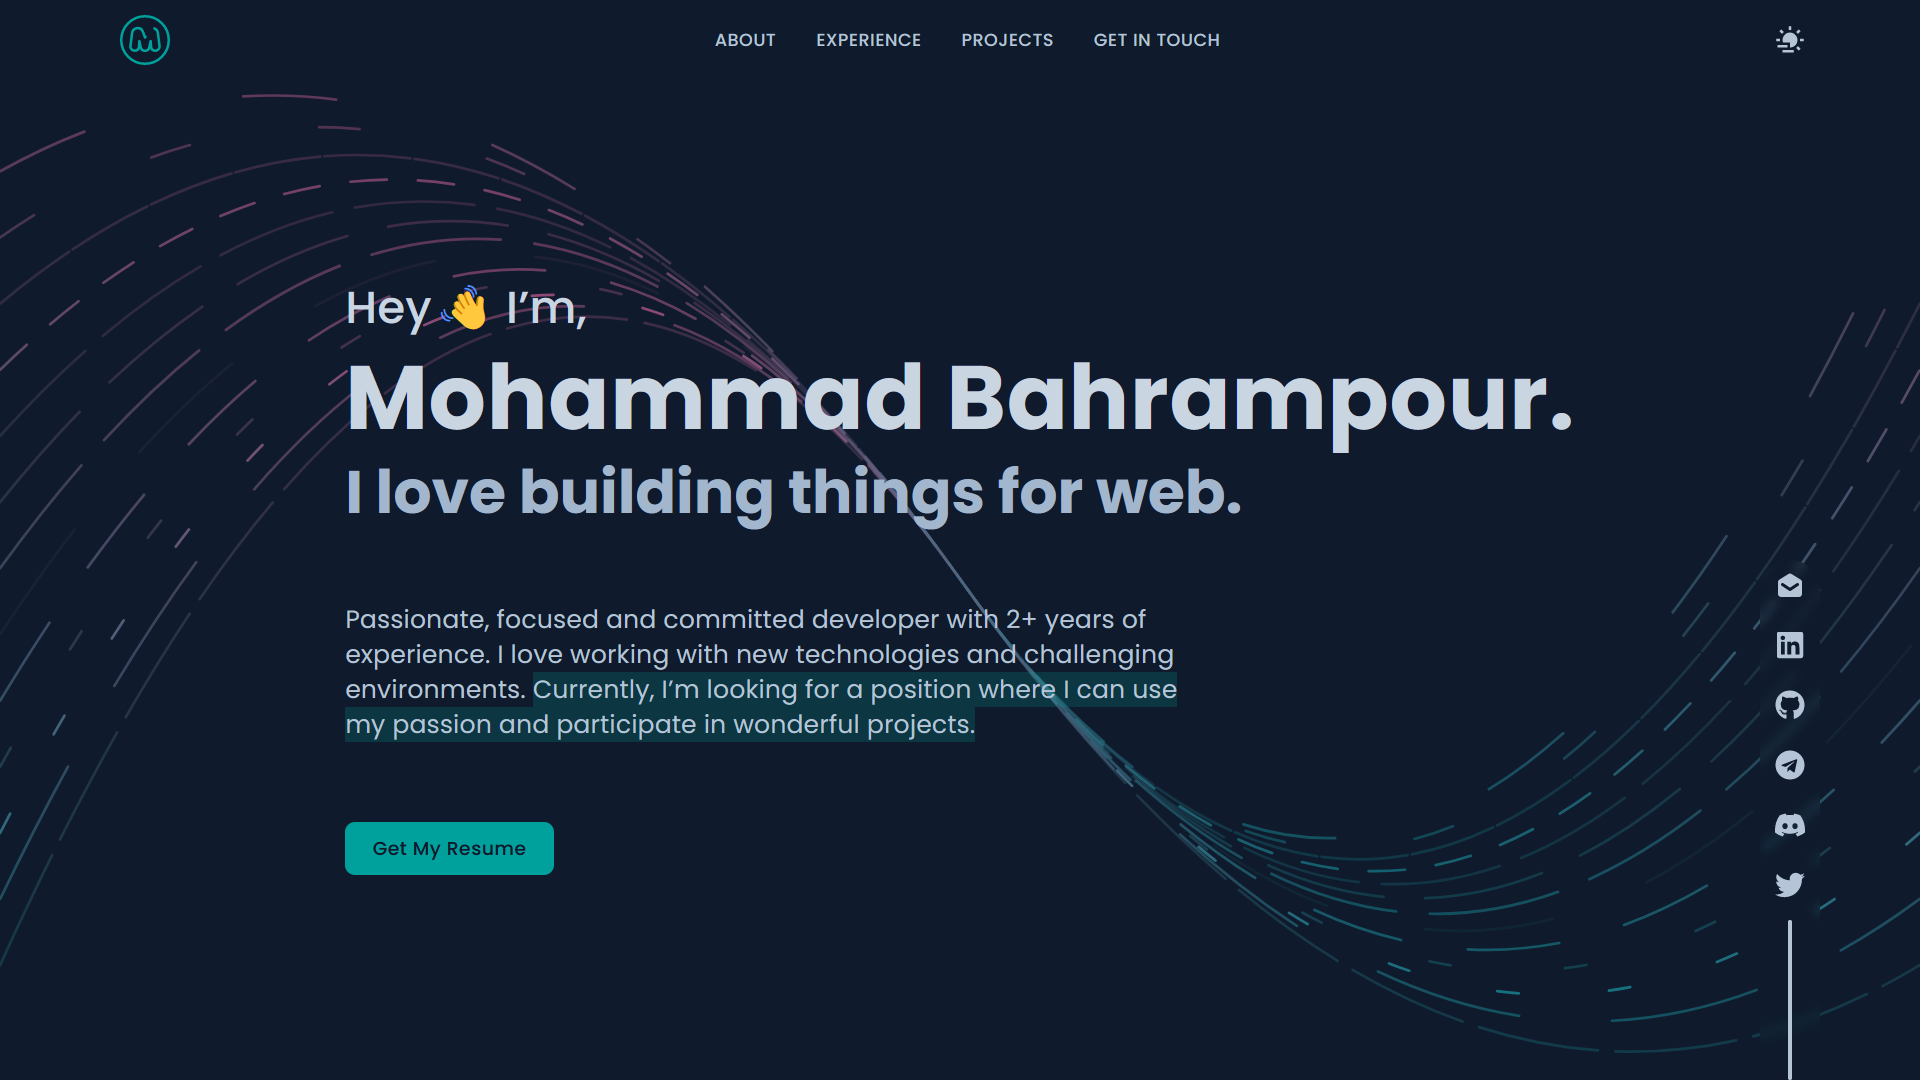 ABOUT EXPERIENCE PROJECTS GET IN TOUCH
Hey 👋 I’m,
Mohammad Bahrampour.
I love building things for web.
Passionate, focused and committed developer with 2+ years of
experience. I love working with new technologies and challenging
environments. Currently, I’m looking for a position where I can use
my passion and participate in wonderful projects.
Get My Resume